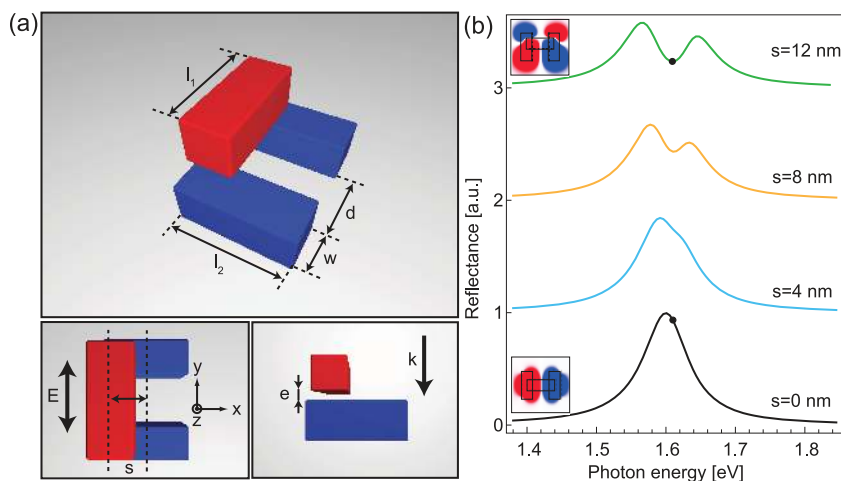 (a)
l1
l2
d
w
E
y
z
x
s
e
k
(b)
Reflectance [a.u.]
3
2
1
0
s=12 nm
s=8 nm
s=4 nm
s=0 nm
1.4 1.5 1.6 1.7 1.8
Photon energy [eV]